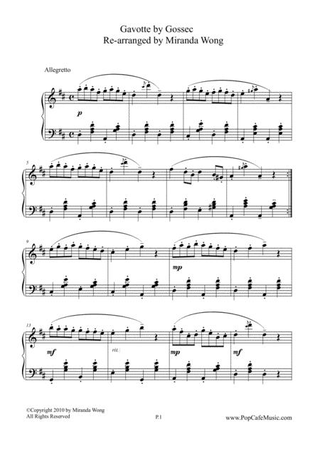 Gavotte by Gossec
Re-arranged by Miranda Wong
Allegretto
p
5
9
mp
mp
13
mf
mf
©Copyright 2010 by Miranda Wong
All Rights Reserved
P.1
www.PopCafeMusic.com